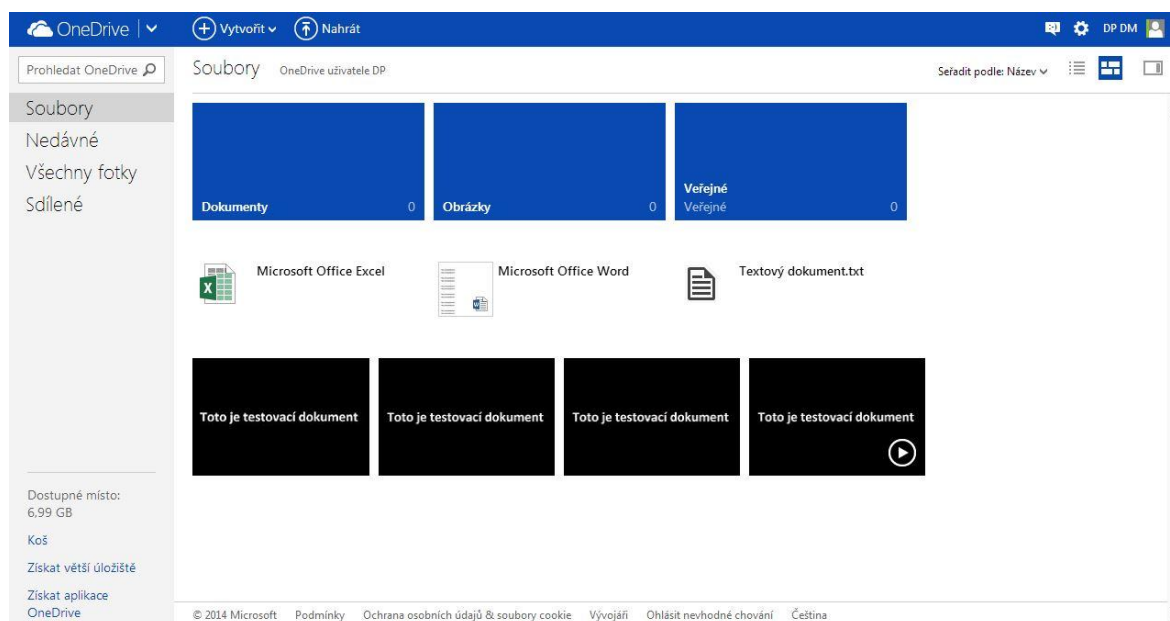 OneDrive
Vytvořit
Nahrát
DP DM
Prohledat OneDrive
Soubory
OneDrive uživatele DP
Seřadit podle: Název
Soubory
Nedávné
Všechny fotky
Sdílené
Dokumenty 0
Obrázky 0
Veřejné
Veřejné 0
Microsoft Office Excel
Microsoft Office Word
Textový dokument.txt
Toto je testovací dokument
Toto je testovací dokument
Toto je testovací dokument
Toto je testovací dokument
Dostupné místo:
6,99 GB
Koš
Získat větší úložiště
Získat aplikace
OneDrive
© 2014 Microsoft Podmínky Ochrana osobních údajů & soubory cookie Vývojáři Ohlásit nevhodné chování Čeština